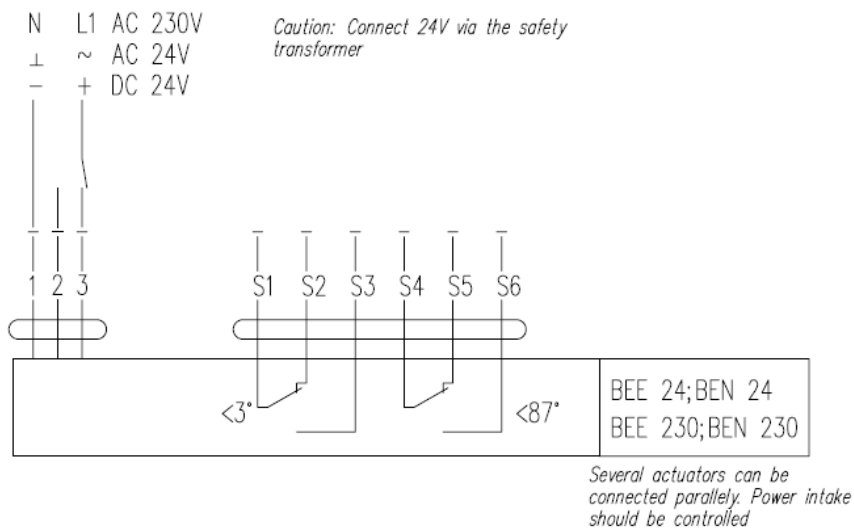 N L1 AC 230V
⊥ ~ AC 24V
− + DC 24V
Caution: Connect 24V via the safety
transformer
1 2 3 S1 S2 S3 S4 S5 S6
<3° <87°
BEE 24;BEN 24
BEE 230;BEN 230
Several actuators can be
connected parallely. Power intake
should be controlled